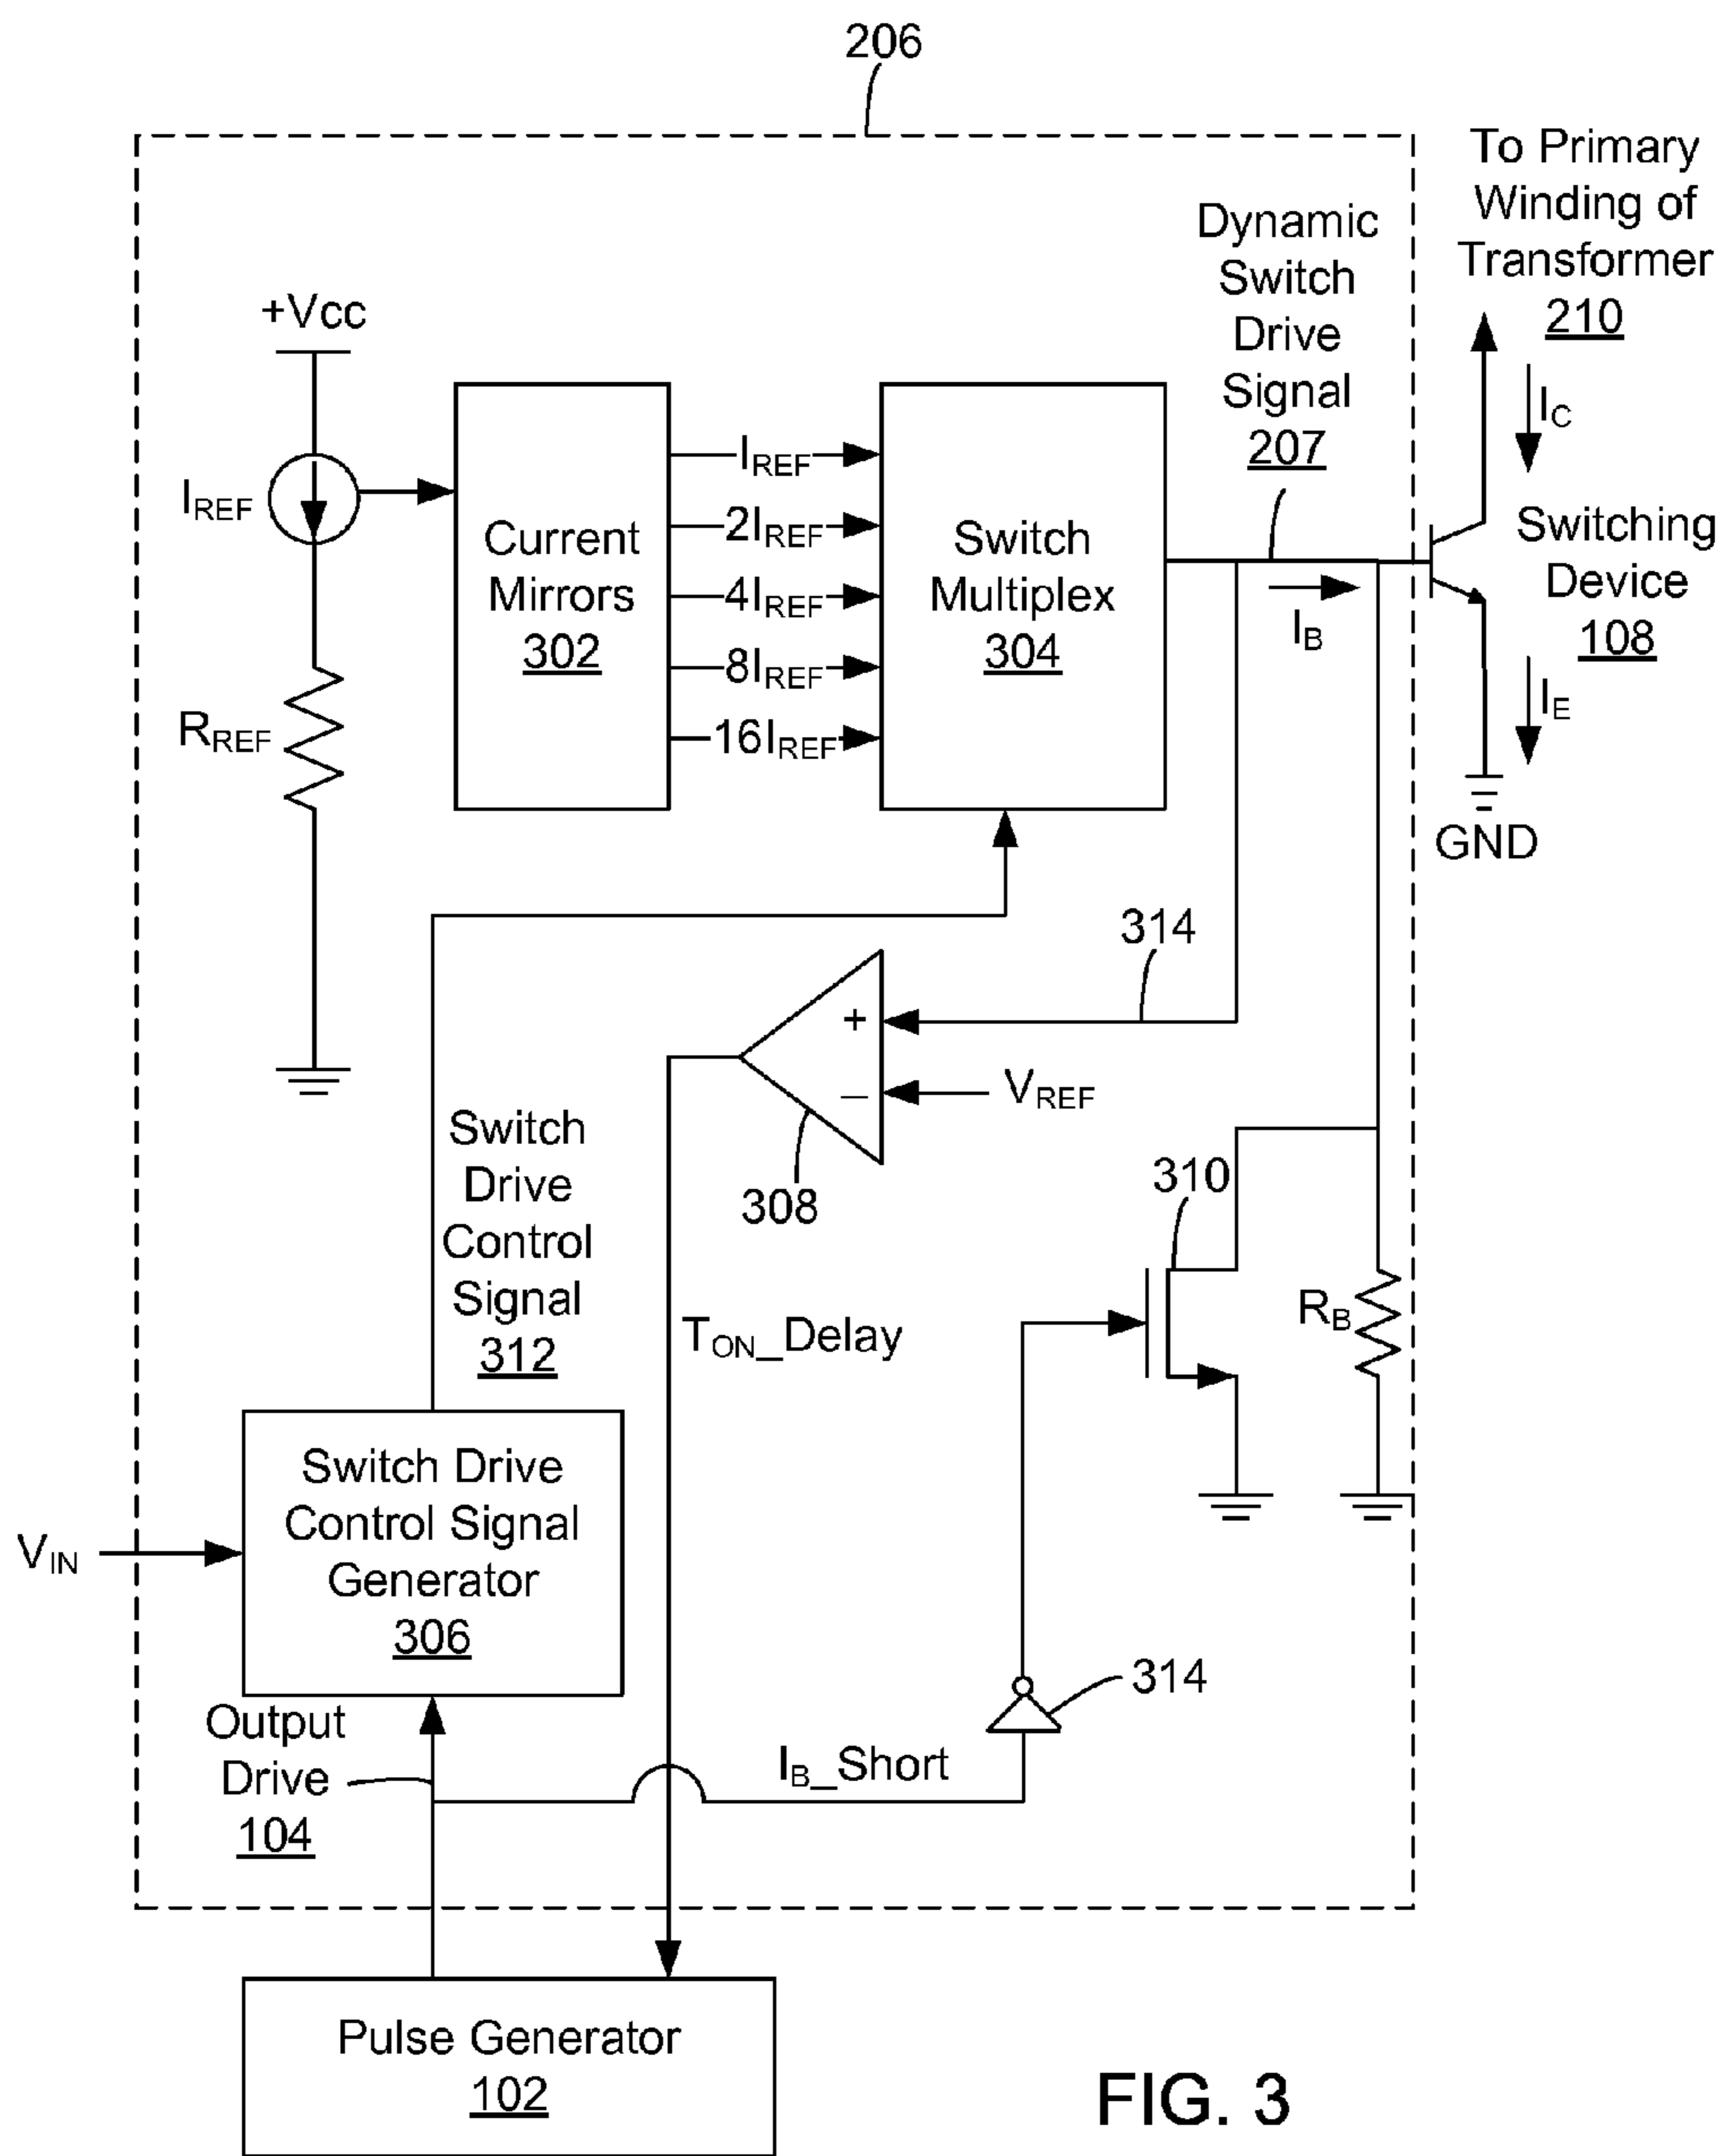 206
To Primary
Winding of
Transformer
210
Dynamic
Switch
Drive
Signal
207
+Vcc
IREF
RREF
Current
Mirrors
302
IREF
2IREF
4IREF
8IREF
16IREF
Switch
Multiplex
304
IB
IC
Switching
Device
108
IE
GND
314
+
–
VREF
308
Switch
Drive
Control
Signal
312
TON_Delay
310
RB
VIN
Switch Drive
Control Signal
Generator
306
314
Output
Drive
104
IB_Short
Pulse Generator
102
FIG. 3